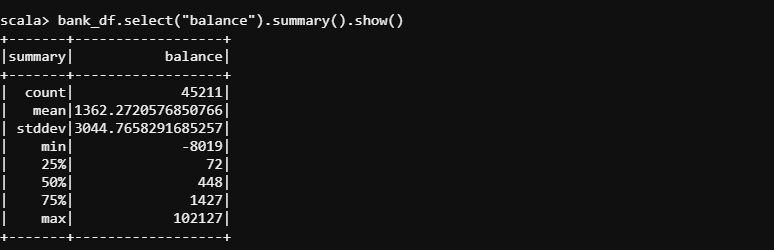 scala> bank_df.select("balance").summary().show()
+-------+------------------+
|summary|           balance|
+-------+------------------+
|  count|             45211|
|   mean|1362.2720576850766|
| stddev|3044.7658291685257|
|    min|             -8019|
|    25%|                72|
|    50%|               448|
|    75%|              1427|
|    max|            102127|
+-------+------------------+